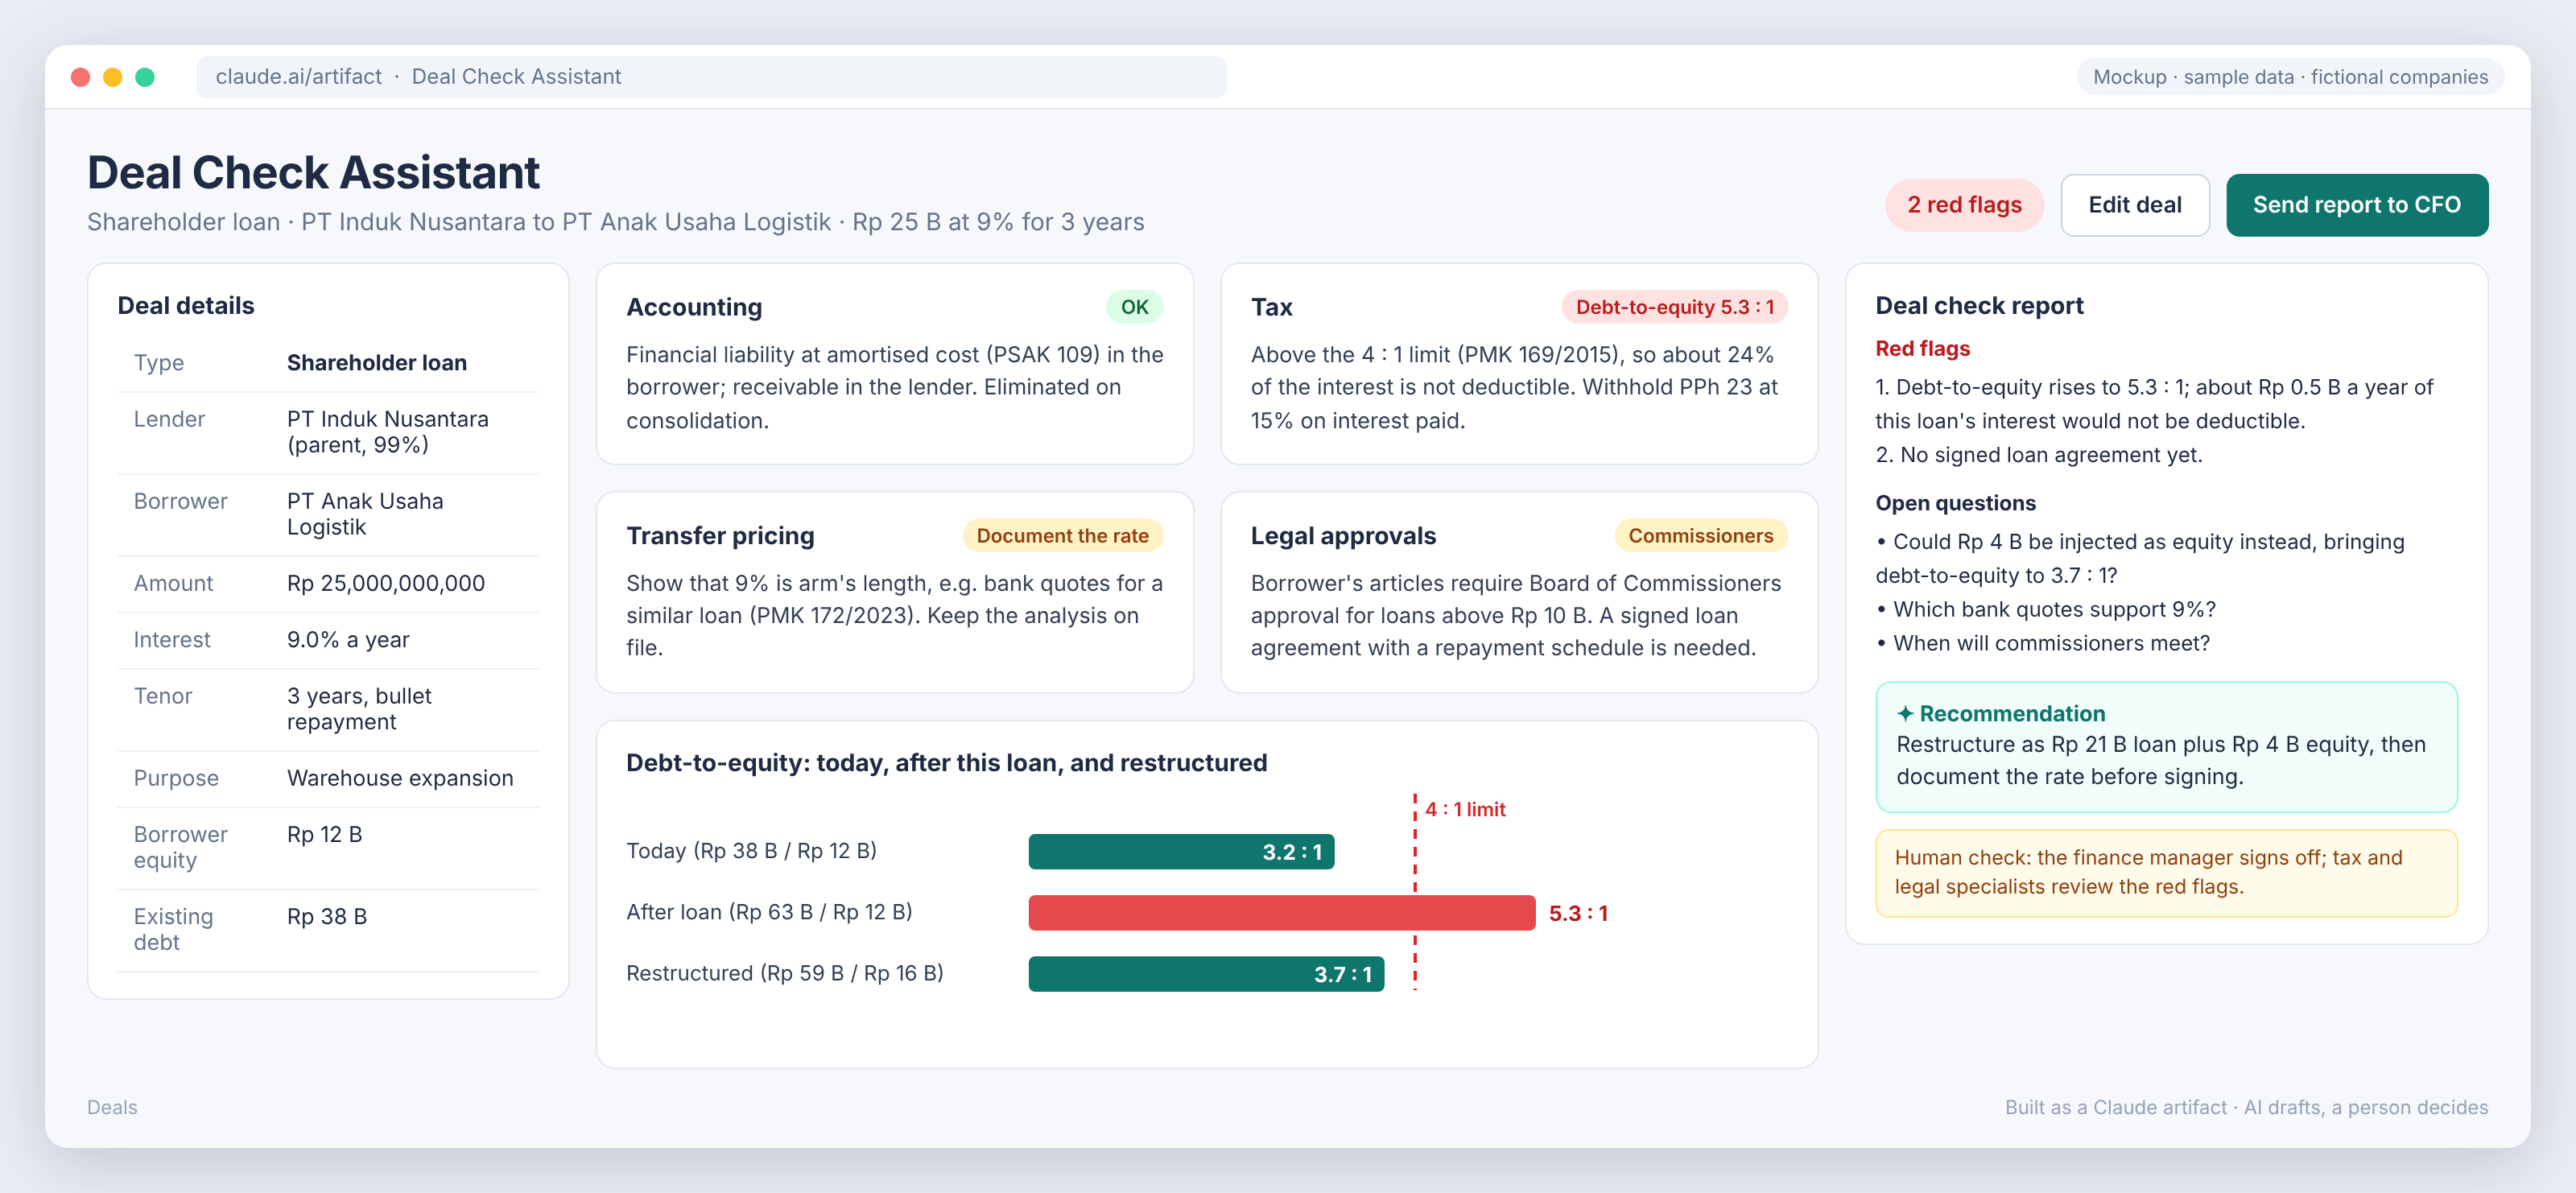 claude.ai/artifact · Deal Check Assistant
Mockup · sample data · fictional companies
Deal Check Assistant
Shareholder loan · PT Induk Nusantara to PT Anak Usaha Logistik · Rp 25 B at 9% for 3 years
2 red flags
Edit deal
Send report to CFO
Deal details
Type
Shareholder loan
Lender
PT Induk Nusantara
(parent, 99%)
Borrower
PT Anak Usaha
Logistik
Amount
Rp 25,000,000,000
Interest
9.0% a year
Tenor
3 years, bullet
repayment
Purpose
Warehouse expansion
Borrower
equity
Rp 12 B
Existing
debt
Rp 38 B
Accounting
OK
Financial liability at amortised cost (PSAK 109) in the
borrower; receivable in the lender. Eliminated on
consolidation.
Tax
Debt-to-equity 5.3 : 1
Above the 4 : 1 limit (PMK 169/2015), so about 24%
of the interest is not deductible. Withhold PPh 23 at
15% on interest paid.
Transfer pricing
Document the rate
Show that 9% is arm's length, e.g. bank quotes for a
similar loan (PMK 172/2023). Keep the analysis on
file.
Legal approvals
Commissioners
Borrower's articles require Board of Commissioners
approval for loans above Rp 10 B. A signed loan
agreement with a repayment schedule is needed.
Debt-to-equity: today, after this loan, and restructured
4 : 1 limit
Today (Rp 38 B / Rp 12 B)
3.2 : 1
After loan (Rp 63 B / Rp 12 B)
5.3 : 1
Restructured (Rp 59 B / Rp 16 B)
3.7 : 1
Deal check report
Red flags
1. Debt-to-equity rises to 5.3 : 1; about Rp 0.5 B a year of
this loan's interest would not be deductible.
2. No signed loan agreement yet.
Open questions
• Could Rp 4 B be injected as equity instead, bringing
debt-to-equity to 3.7 : 1?
• Which bank quotes support 9%?
• When will commissioners meet?
✦ Recommendation
Restructure as Rp 21 B loan plus Rp 4 B equity, then
document the rate before signing.
Human check: the finance manager signs off; tax and
legal specialists review the red flags.
Deals
Built as a Claude artifact · AI drafts, a person decides